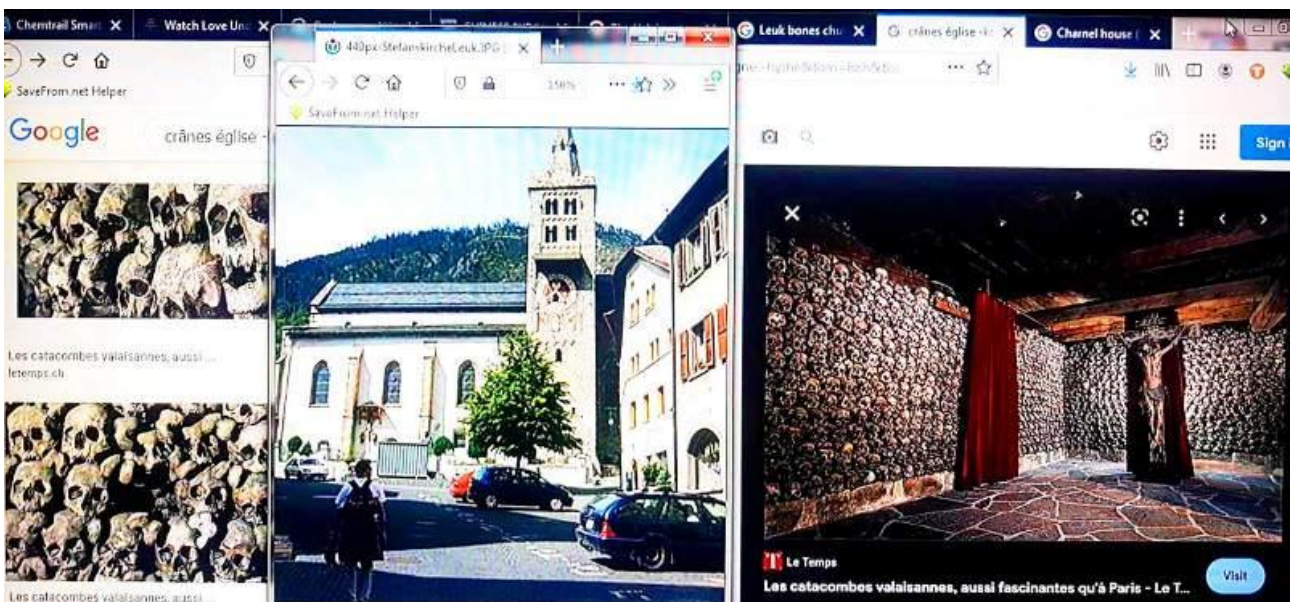 Chemtrail Smar
Watch Love Un
440px-StefanskircheLeuk.JPG (
Leuk bones chu
crânes église
Charnel house (
SaveFrom.net Helper
SaveFrom.net Helper
150%
Google
crânes église
Sign
Les catacombes valaisannes, aussi ...
letemps.ch
Les catacombes valaisannes, aussi
Le Temps
Les catacombes valaisannes, aussi fascinantes qu'à Paris - Le T...
Visit